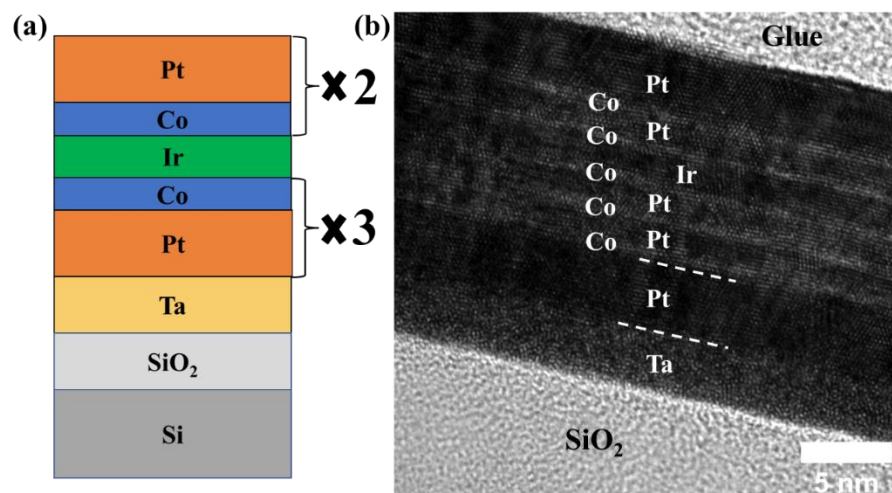 (a)
Pt
Co
×2
Ir
Co
Pt
×3
Ta
SiO₂
Si
(b)
Glue
Pt
Co
Co
Pt
Co
Ir
Co
Pt
Co
Pt
Pt
Ta
SiO₂
5 nm